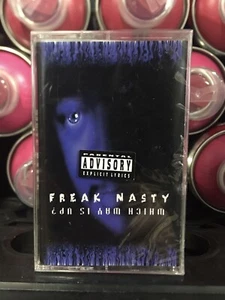 PARENTAL
ADVISORY
EXPLICIT LYRICS
FREAK NASTY
WHICH WAY IS UP?